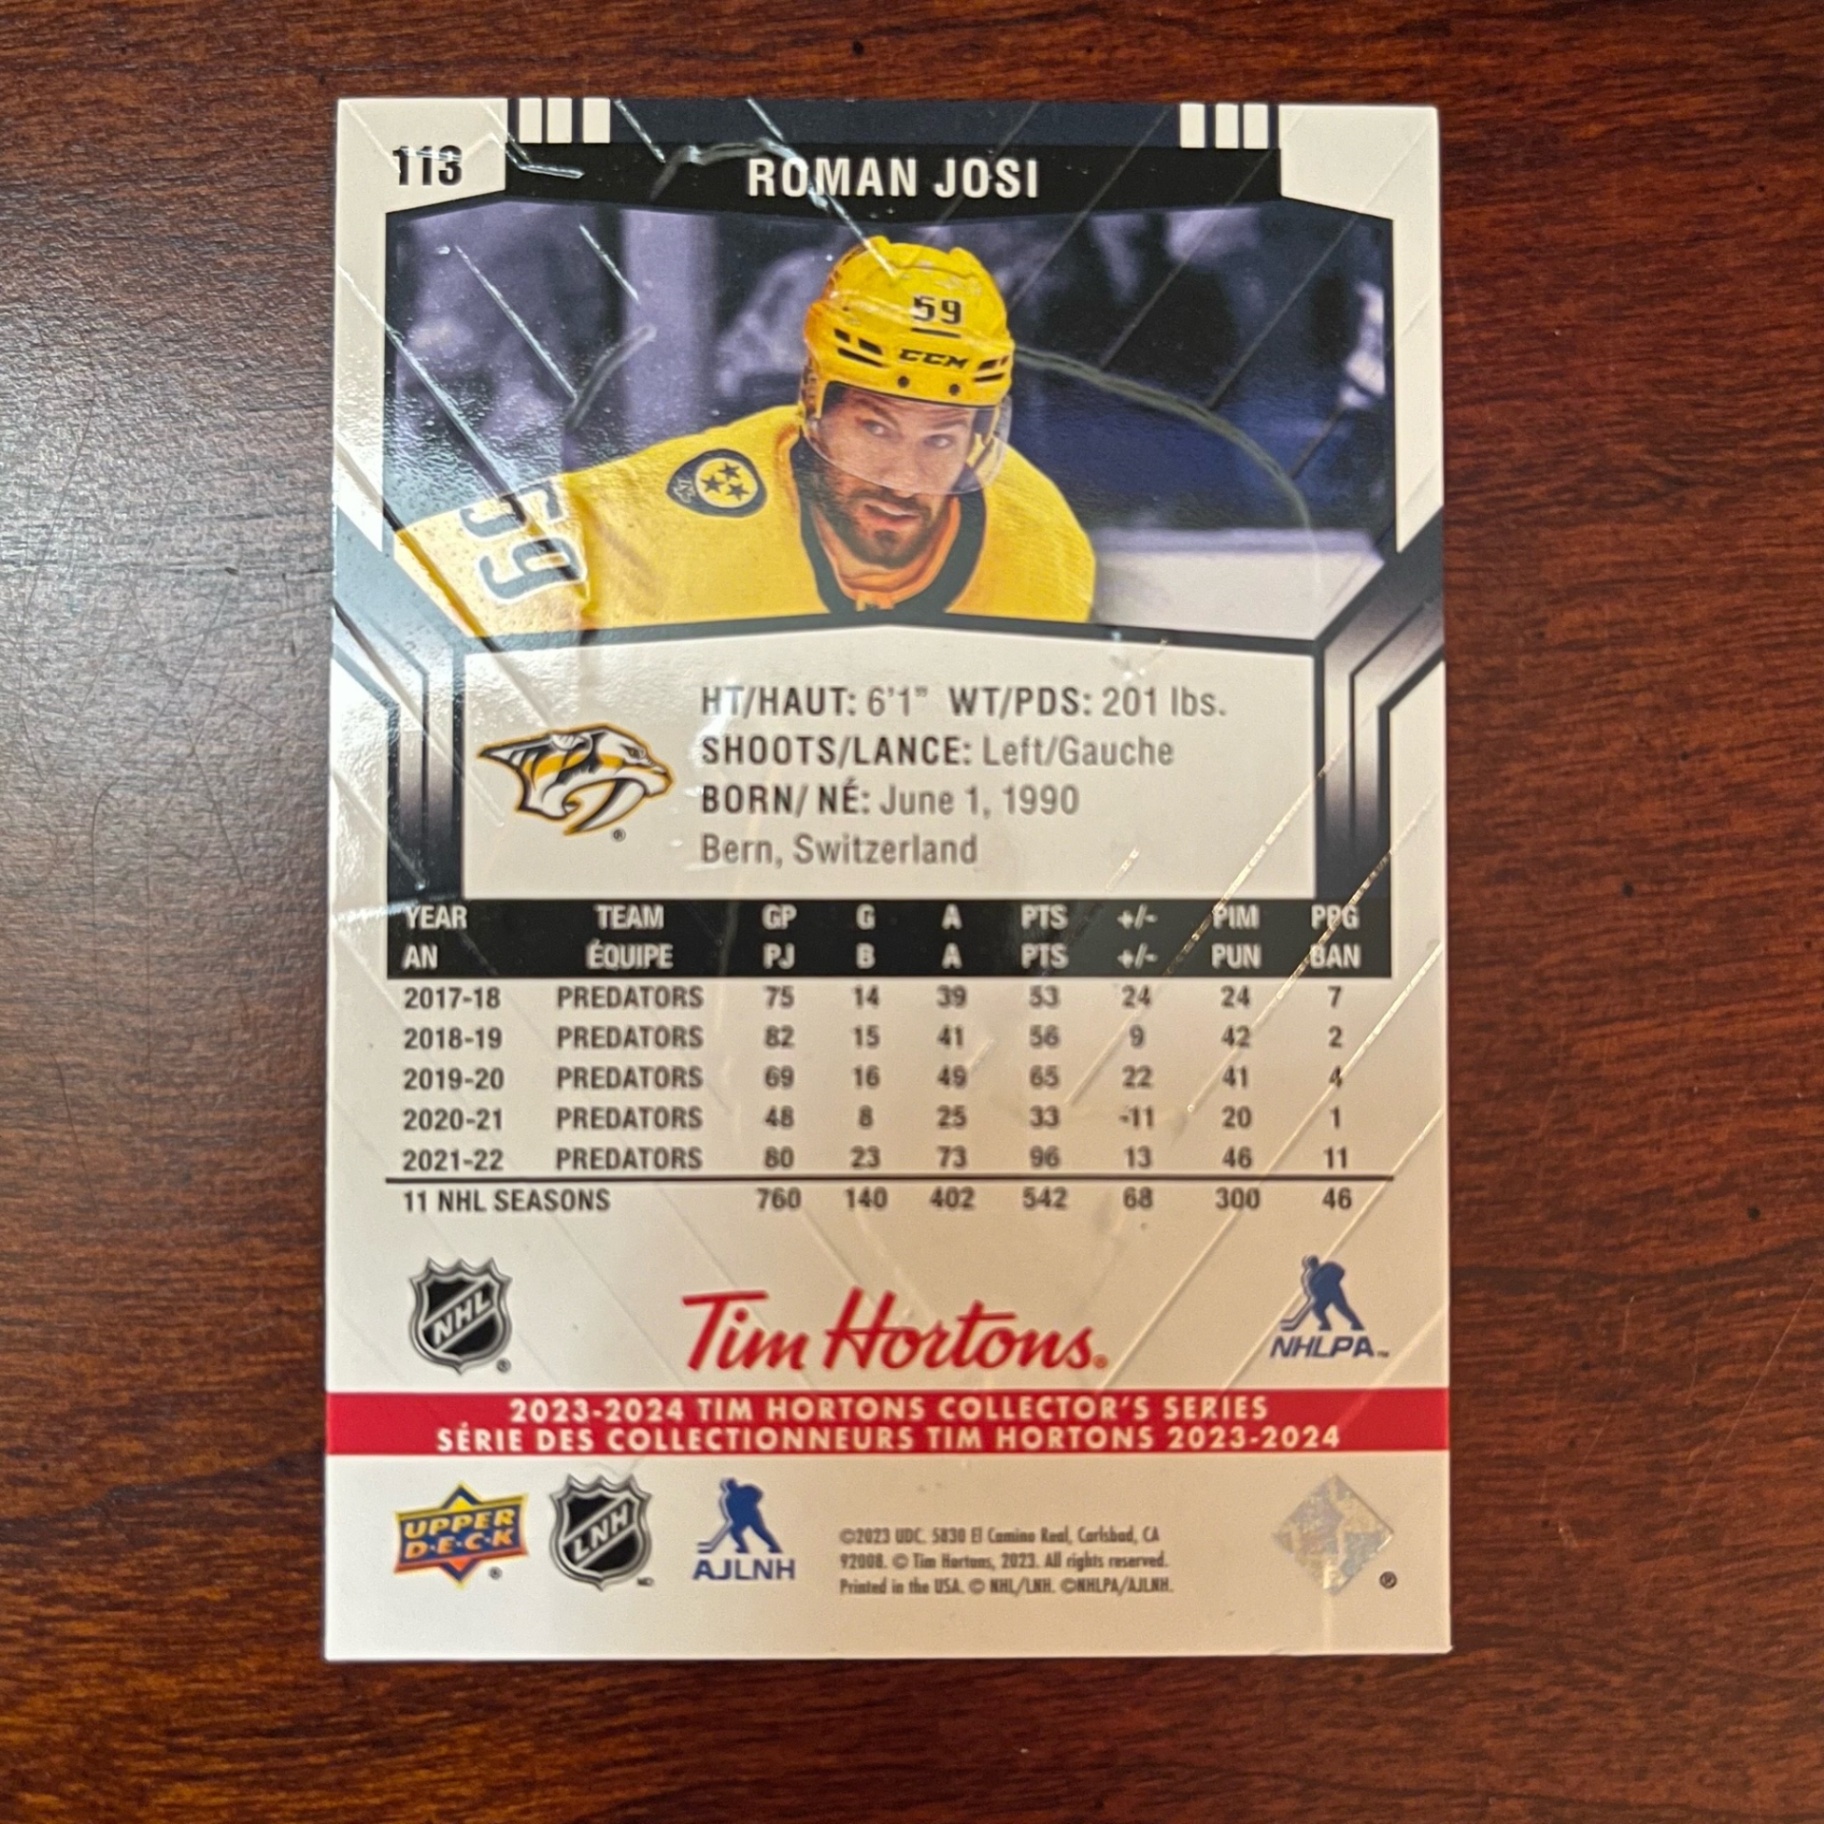 113
ROMAN JOSI
59
CCM
59
HT/HAUT: 6'1" WT/PDS: 201 lbs.
SHOOTS/LANCE: Left/Gauche
BORN/ NÉ: June 1, 1990
Bern, Switzerland
YEAR TEAM GP G A PTS +/- PIM PPG
AN ÉQUIPE PJ B A PTS +/- PUN BAN
2017-18 PREDATORS 75 14 39 53 24 24 7
2018-19 PREDATORS 82 15 41 56 9 42 2
2019-20 PREDATORS 69 16 49 65 22 41 4
2020-21 PREDATORS 48 8 25 33 -11 20 1
2021-22 PREDATORS 80 23 73 96 13 46 11
11 NHL SEASONS 760 140 402 542 68 300 46
NHL ®
Tim Hortons®
NHLPA™
2023-2024 TIM HORTONS COLLECTOR'S SERIES
SÉRIE DES COLLECTIONNEURS TIM HORTONS 2023-2024
UPPER
D·E·C·K ®
LNH MD
AJLNH
©2023 UDC. 5830 El Camino Real, Carlsbad, CA
92008. © Tim Hortons, 2023. All rights reserved.
Printed in the USA. © NHL/LNH. ©NHLPA/AJLNH.
®